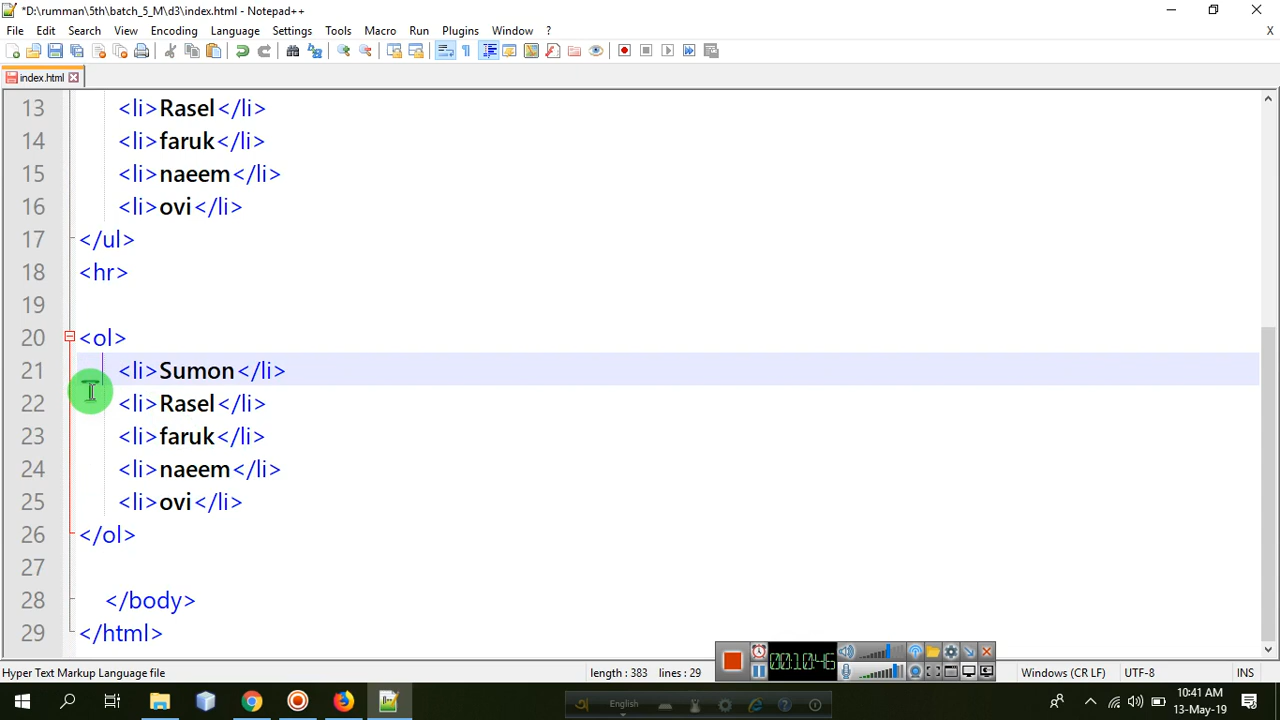 *D:\rumman\5th\batch_5_M\d3\index.html - Notepad++
File Edit Search View Encoding Language Settings Tools Macro Run Plugins Window ? X
index.html
13 <li>Rasel</li>
14 <li>faruk</li>
15 <li>naeem</li>
16 <li>ovi</li>
17 </ul>
18 <hr>
19
20 <ol>
21 <li>Sumon</li>
22 <li>Rasel</li>
23 <li>faruk</li>
24 <li>naeem</li>
25 <li>ovi</li>
26 </ol>
27
28 </body>
29 </html>
00:10:46
Hyper Text Markup Language file length : 383 lines : 29 Windows (CR LF) UTF-8 INS
English
10:41 AM
13-May-19